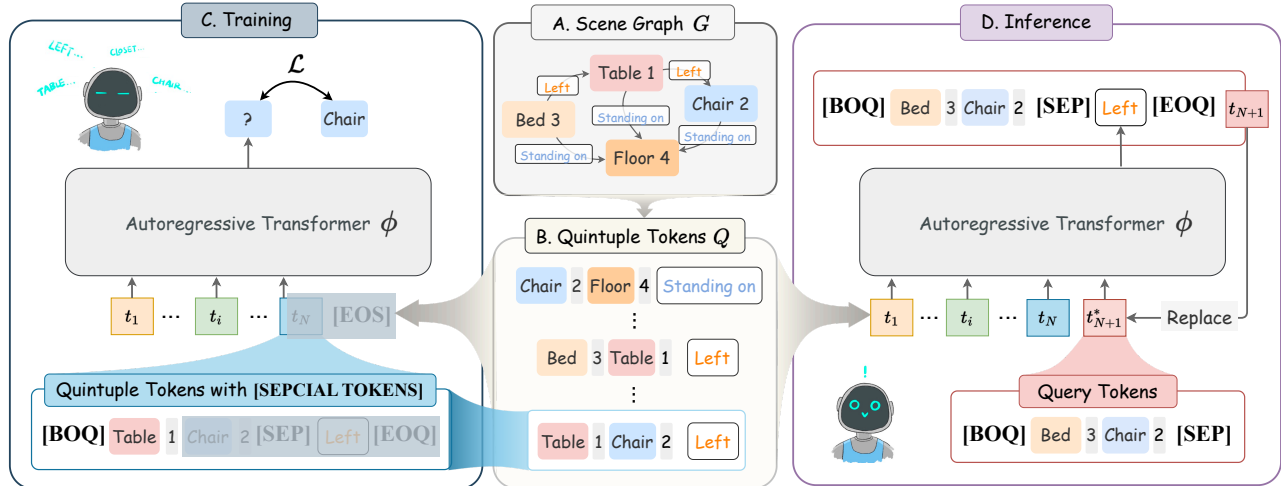 C. Training
LEFT...
CLOSET...
TABLE...
CHAIR...
L
? Chair
Autoregressive Transformer ϕ
t1 ... ti ... tN [EOS]
Quintuple Tokens with [SEPCIAL TOKENS]
[BOQ] Table 1 Chair 2 [SEP] Left [EOQ]
A. Scene Graph G
Table 1
Left
Left
Chair 2
Bed 3
Standing on
Standing on
Standing on
Floor 4
B. Quintuple Tokens Q
Chair 2 Floor 4 Standing on
⋮
Bed 3 Table 1 Left
⋮
Table 1 Chair 2 Left
D. Inference
[BOQ] Bed 3 Chair 2 [SEP] Left [EOQ] tN+1
Autoregressive Transformer ϕ
t1 ... ti ... tN t*N+1 Replace
!
Query Tokens
[BOQ] Bed 3 Chair 2 [SEP]